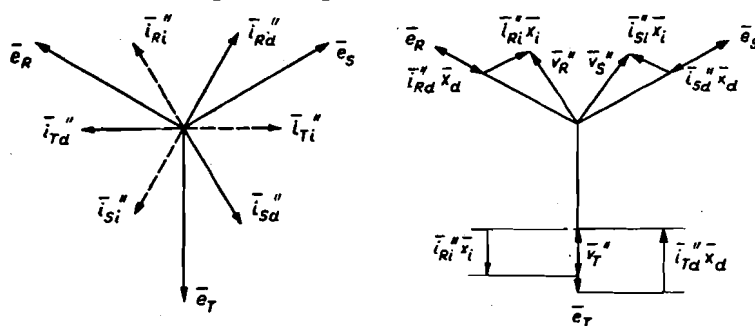 ī_Ri" ī_Rd"
ē_R ē_S
ī_Td" ī_Ti"
ī_Si" ī_Sd"
ē_T
ī_Ri" x̄_i ī_Si" x̄_i
ē_R v̄_R" v̄_S" ē_S
ī_Rd" x̄_d ī_Sd" x̄_d
ī_Ri" x̄_i v̄_T" ī_Td" x̄_d
ē_T